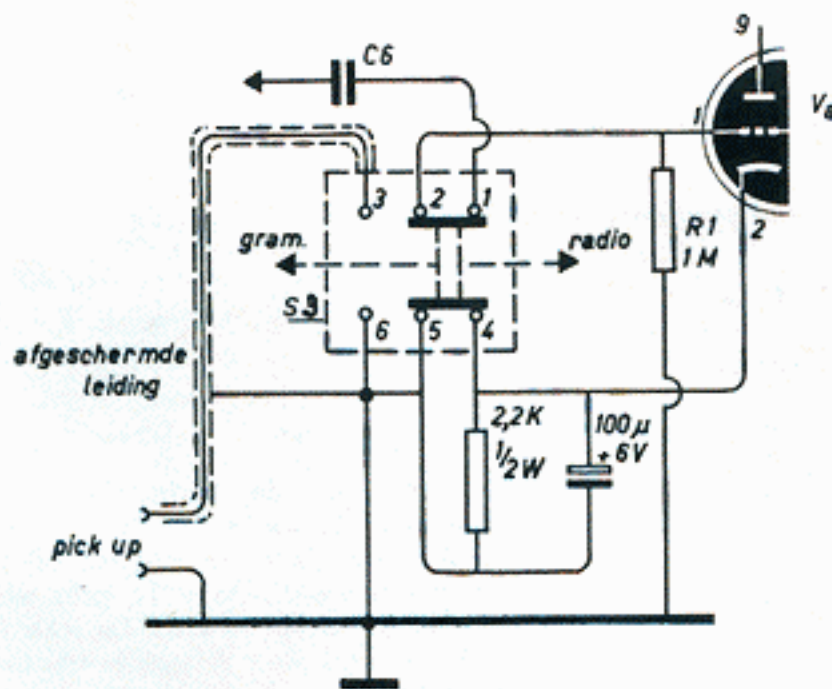 9
C6
Va
1
3
2
1
gram.
radio
R1
1M
2
S3
6
5
4
afgeschermde
leiding
2,2K
1/2W
100µ
+ 6V
pick up